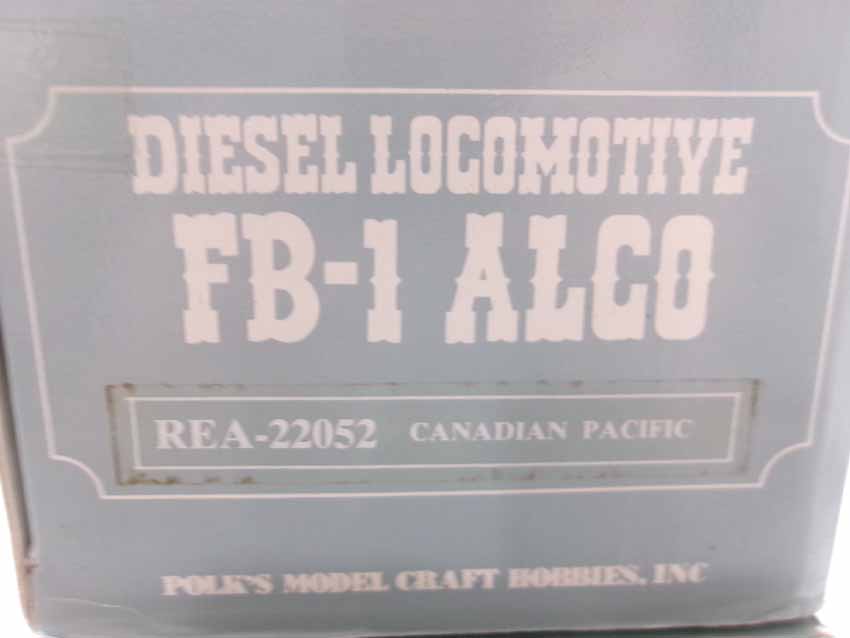 DIESEL LOCOMOTIVE
FB-1 ALCO
REA-22052 CANADIAN PACIFIC
POLK'S MODEL CRAFT HOBBIES, INC